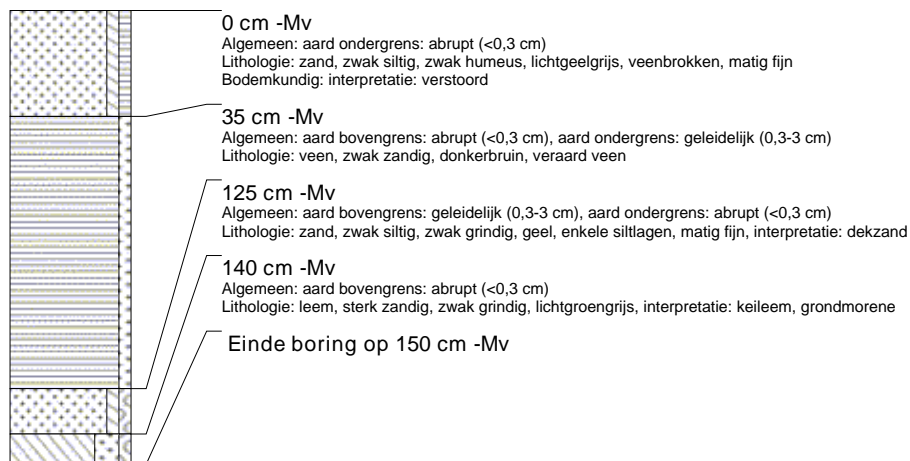 0 cm -Mv
Algemeen: aard ondergrens: abrupt (<0,3 cm)
Lithologie: zand, zwak siltig, zwak humeus, lichtgeelgrijs, veenbrokken, matig fijn
Bodemkundig: interpretatie: verstoord
35 cm -Mv
Algemeen: aard bovengrens: abrupt (<0,3 cm), aard ondergrens: geleidelijk (0,3-3 cm)
Lithologie: veen, zwak zandig, donkerbruin, veraard veen
125 cm -Mv
Algemeen: aard bovengrens: geleidelijk (0,3-3 cm), aard ondergrens: abrupt (<0,3 cm)
Lithologie: zand, zwak siltig, zwak grindig, geel, enkele siltlagen, matig fijn, interpretatie: dekzand
140 cm -Mv
Algemeen: aard bovengrens: abrupt (<0,3 cm)
Lithologie: leem, sterk zandig, zwak grindig, lichtgroengrijs, interpretatie: keileem, grondmorene
Einde boring op 150 cm -Mv